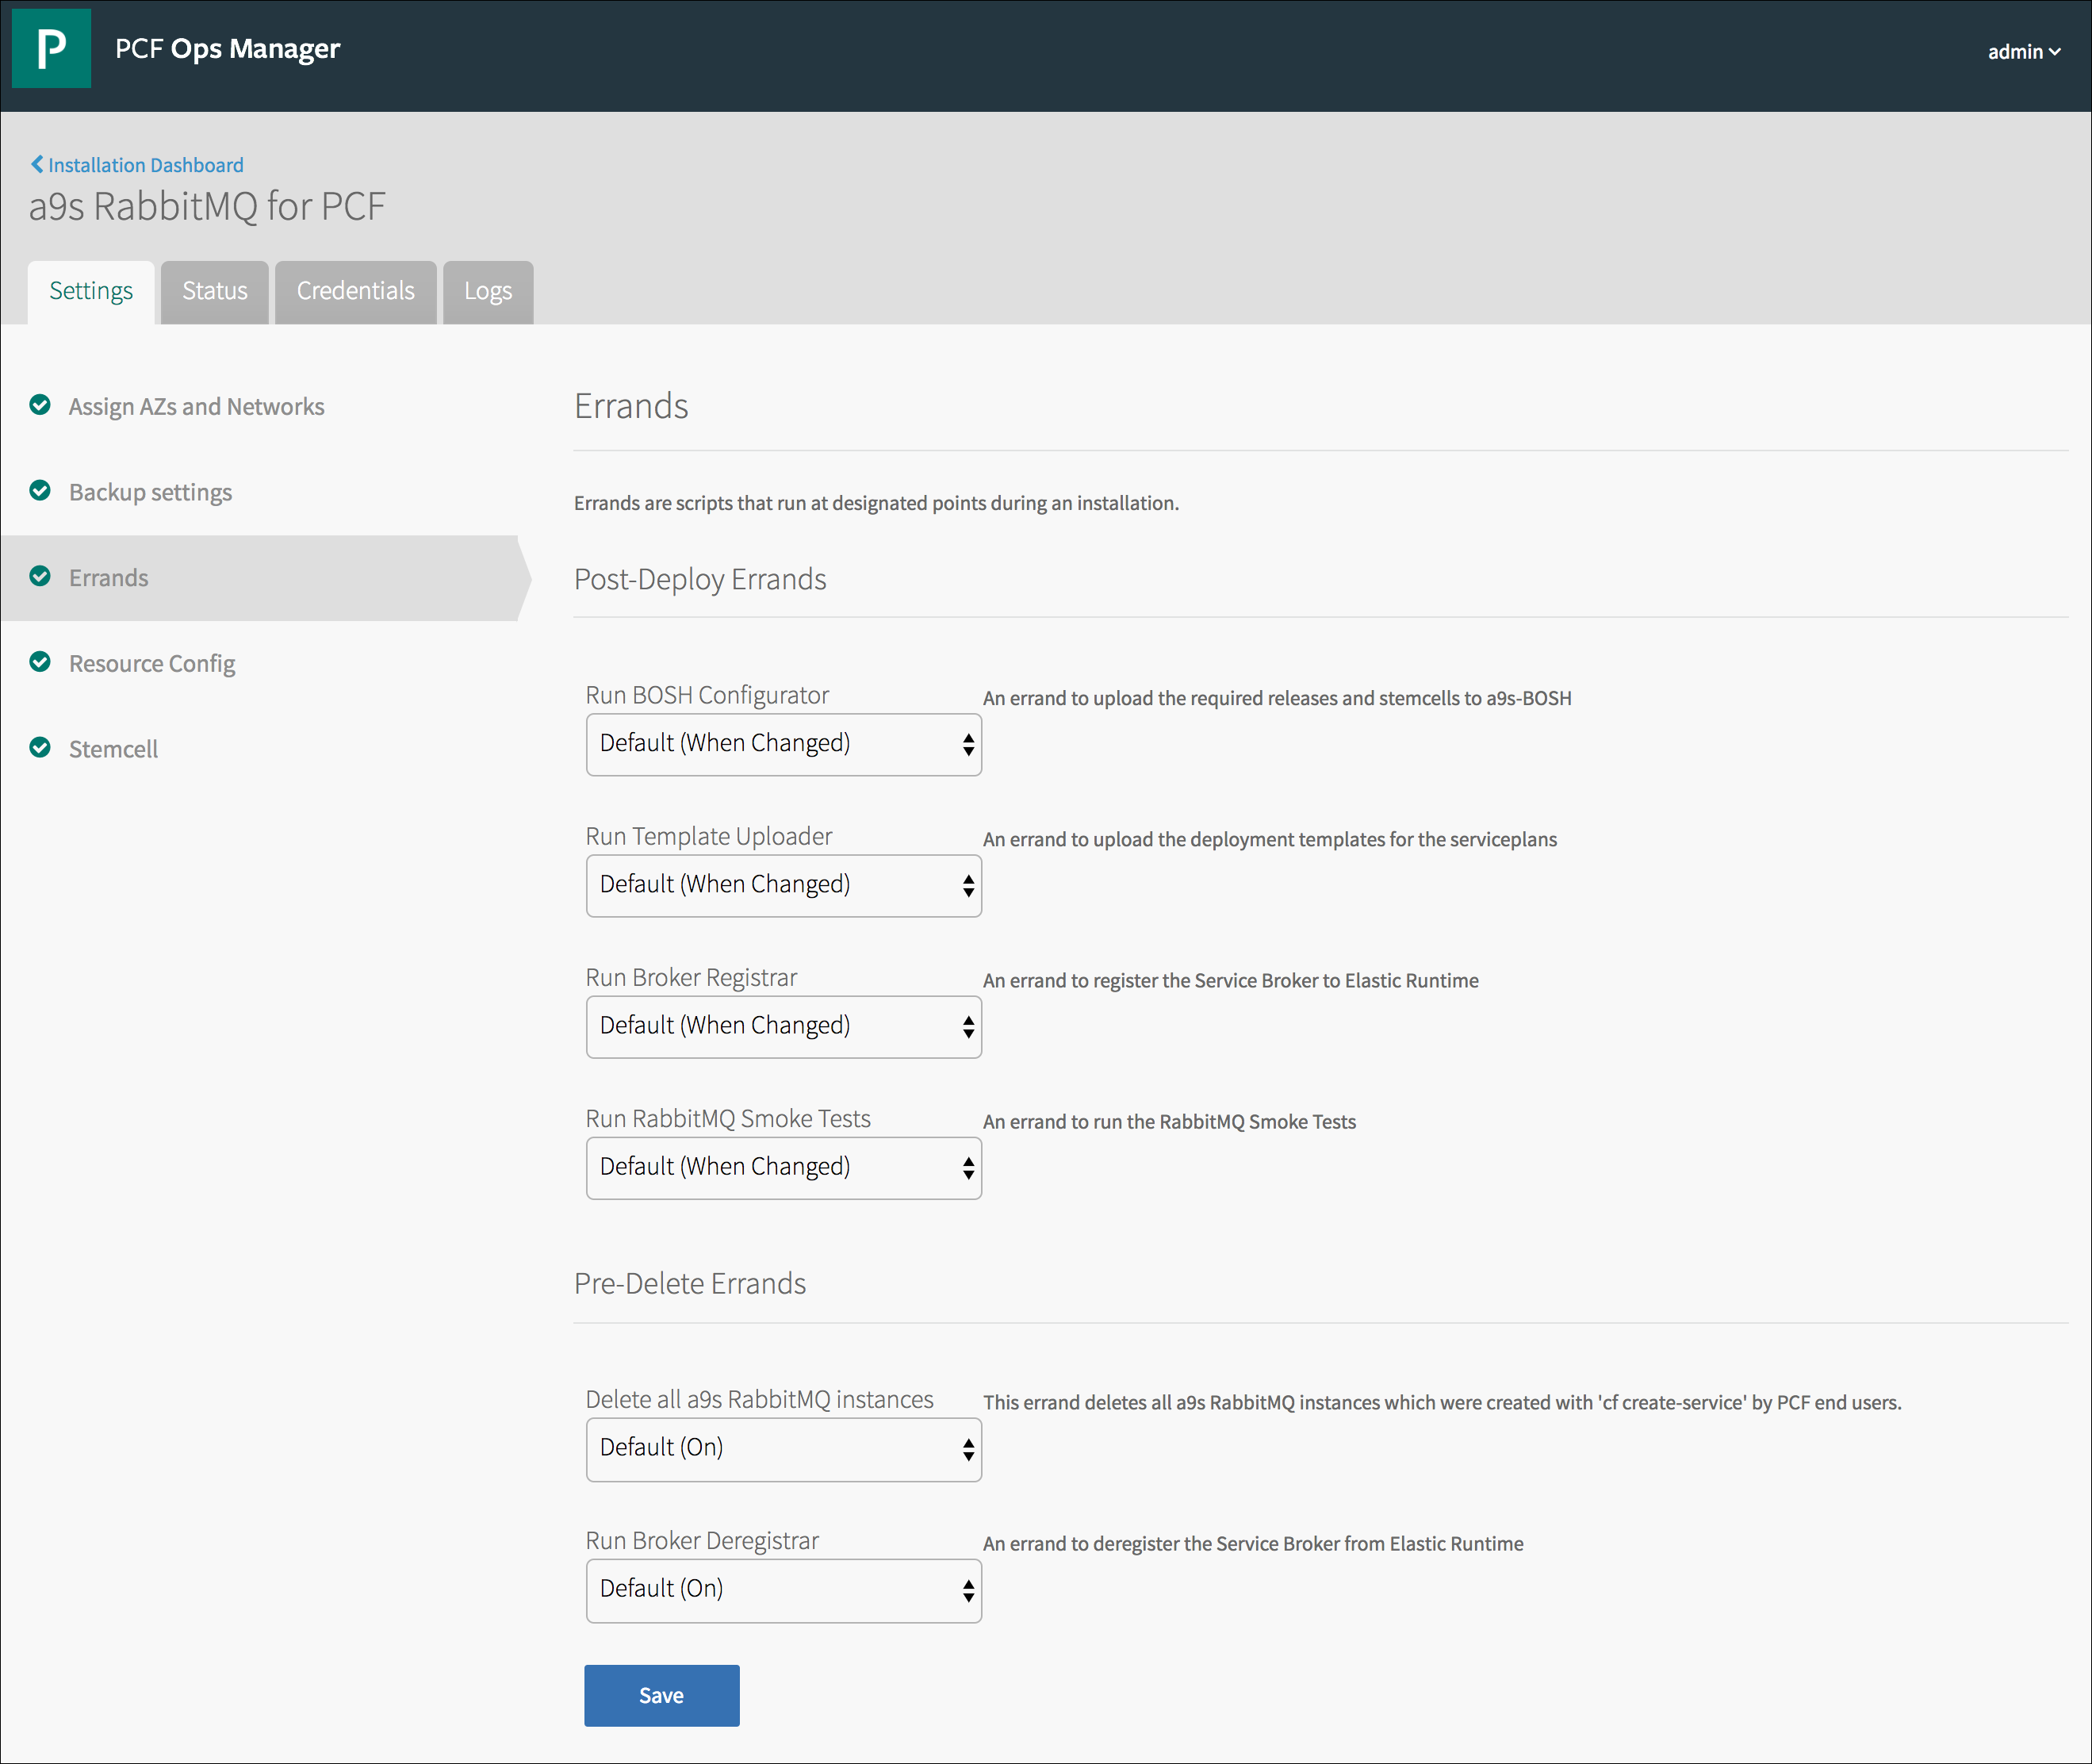 P
PCF Ops Manager
admin
Installation Dashboard
a9s RabbitMQ for PCF
Settings
Status
Credentials
Logs
Assign AZs and Networks
Backup settings
Errands
Resource Config
Stemcell
Errands
Errands are scripts that run at designated points during an installation.
Post-Deploy Errands
Run BOSH Configurator
An errand to upload the required releases and stemcells to a9s-BOSH
Default (When Changed)
Run Template Uploader
An errand to upload the deployment templates for the serviceplans
Default (When Changed)
Run Broker Registrar
An errand to register the Service Broker to Elastic Runtime
Default (When Changed)
Run RabbitMQ Smoke Tests
An errand to run the RabbitMQ Smoke Tests
Default (When Changed)
Pre-Delete Errands
Delete all a9s RabbitMQ instances
This errand deletes all a9s RabbitMQ instances which were created with 'cf create-service' by PCF end users.
Default (On)
Run Broker Deregistrar
An errand to deregister the Service Broker from Elastic Runtime
Default (On)
Save